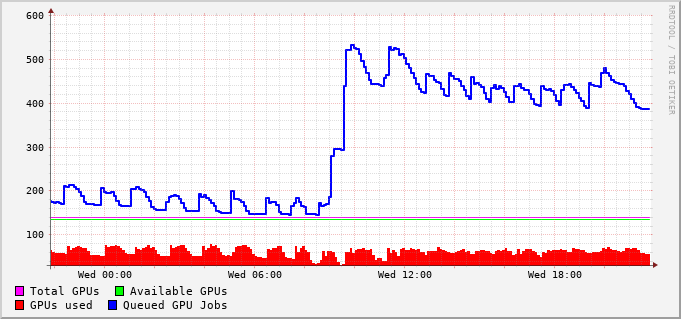 600
500
400
300
200
100
Wed 00:00 Wed 06:00 Wed 12:00 Wed 18:00
Total GPUs Available GPUs
GPUs used Queued GPU Jobs
RRDTOOL / TOBI OETIKER